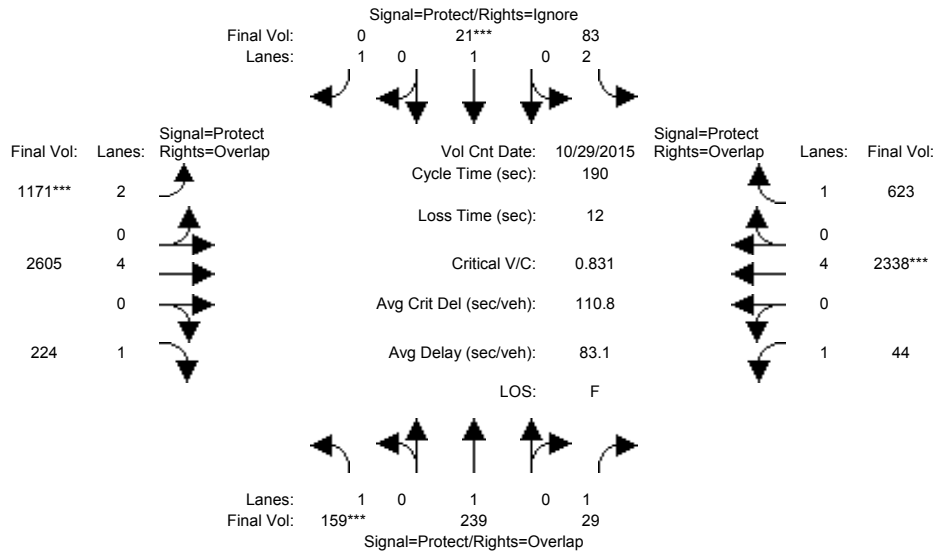 Signal=Protect/Rights=Ignore
Final Vol: 0 21*** 83
Lanes: 1 0 1 0 2
Signal=Protect
Final Vol: Lanes: Rights=Overlap
Vol Cnt Date: 10/29/2015
Signal=Protect
Rights=Overlap Lanes: Final Vol:
Cycle Time (sec): 190
1171*** 2
1 623
Loss Time (sec): 12
0
0
2605 4
Critical V/C: 0.831
4 2338***
0
Avg Crit Del (sec/veh): 110.8
0
224 1
Avg Delay (sec/veh): 83.1
1 44
LOS: F
Lanes: 1 0 1 0 1
Final Vol: 159*** 239 29
Signal=Protect/Rights=Overlap